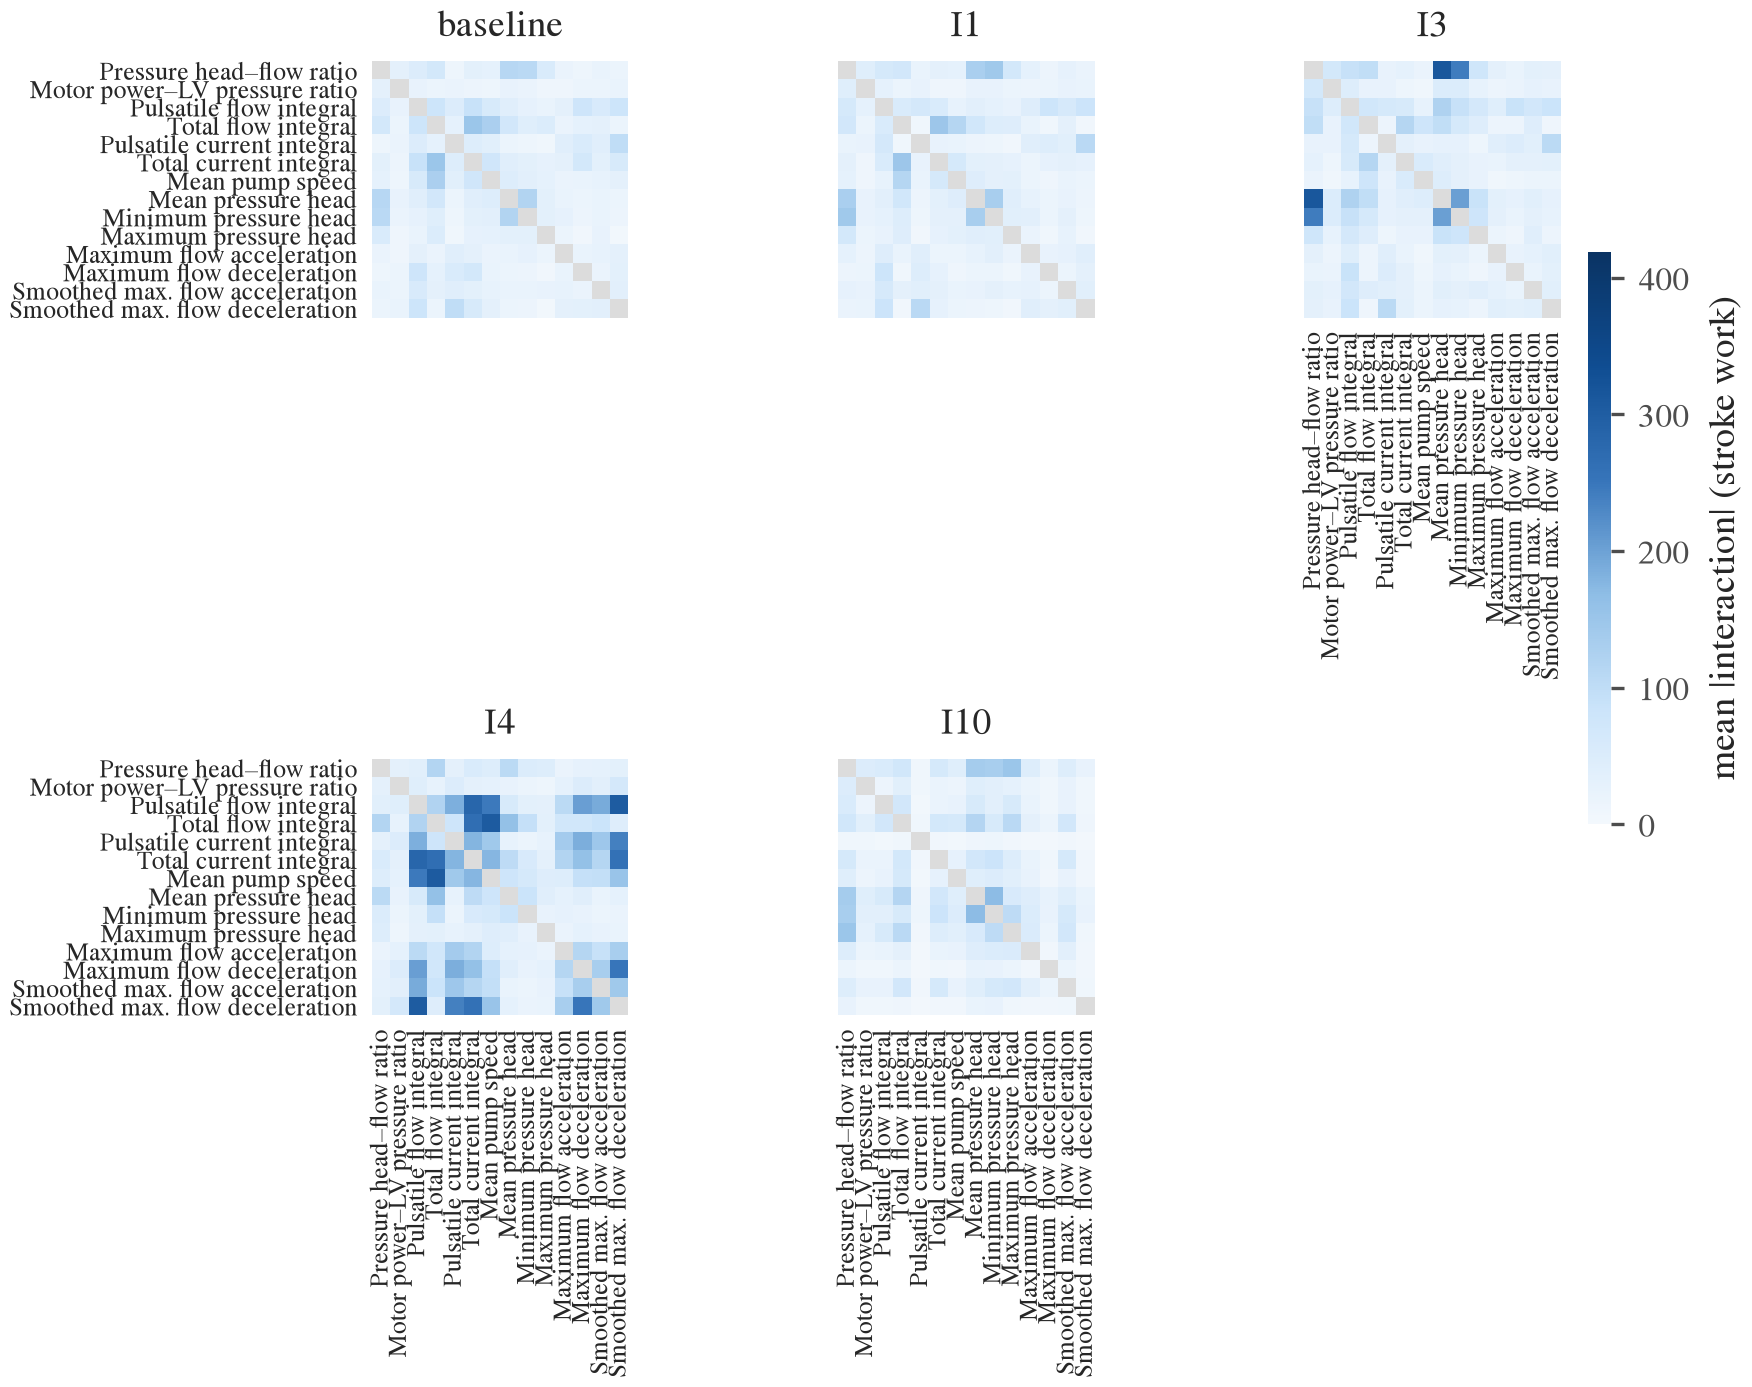 baseline
I1
I3
Pressure head–flow ratio
Motor power–LV pressure ratio
Pulsatile flow integral
Total flow integral
Pulsatile current integral
Total current integral
Mean pump speed
Mean pressure head
Minimum pressure head
Maximum pressure head
Maximum flow acceleration
Maximum flow deceleration
Smoothed max. flow acceleration
Smoothed max. flow deceleration
Pressure head–flow ratio
Motor power–LV pressure ratio
Pulsatile flow integral
Total flow integral
Pulsatile current integral
Total current integral
Mean pump speed
Mean pressure head
Minimum pressure head
Maximum pressure head
Maximum flow acceleration
Maximum flow deceleration
Smoothed max. flow acceleration
Smoothed max. flow deceleration
400
300
200
100
0
mean |interaction| (stroke work)
I4
I10
Pressure head–flow ratio
Motor power–LV pressure ratio
Pulsatile flow integral
Total flow integral
Pulsatile current integral
Total current integral
Mean pump speed
Mean pressure head
Minimum pressure head
Maximum pressure head
Maximum flow acceleration
Maximum flow deceleration
Smoothed max. flow acceleration
Smoothed max. flow deceleration
Pressure head–flow ratio
Motor power–LV pressure ratio
Pulsatile flow integral
Total flow integral
Pulsatile current integral
Total current integral
Mean pump speed
Mean pressure head
Minimum pressure head
Maximum pressure head
Maximum flow acceleration
Maximum flow deceleration
Smoothed max. flow acceleration
Smoothed max. flow deceleration
Pressure head–flow ratio
Motor power–LV pressure ratio
Pulsatile flow integral
Total flow integral
Pulsatile current integral
Total current integral
Mean pump speed
Mean pressure head
Minimum pressure head
Maximum pressure head
Maximum flow acceleration
Maximum flow deceleration
Smoothed max. flow acceleration
Smoothed max. flow deceleration